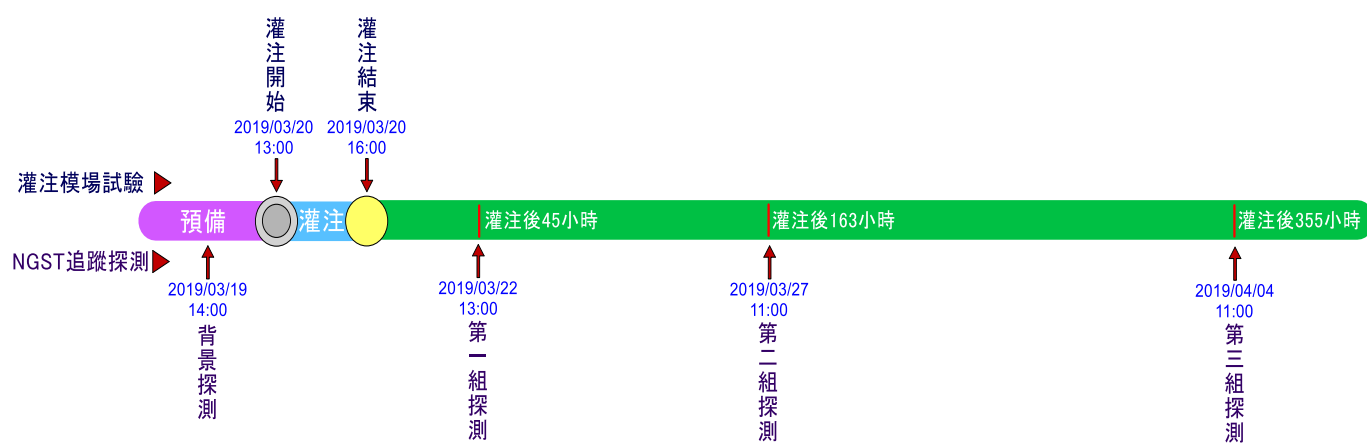 灌注開始
2019/03/20
13:00
灌注結束
2019/03/20
16:00
灌注模場試驗
預備
灌注
灌注後45小時
灌注後163小時
灌注後355小時
NGST追蹤探測
2019/03/19
14:00
背景探測
2019/03/22
13:00
第一組探測
2019/03/27
11:00
第二組探測
2019/04/04
11:00
第三組探測